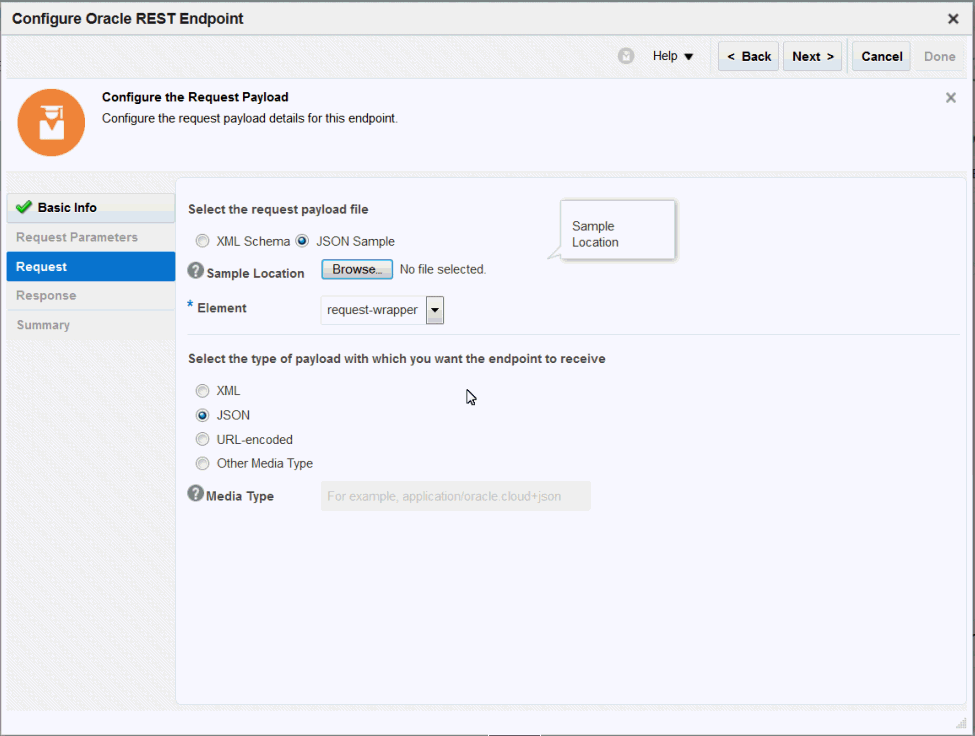 Configure Oracle REST Endpoint
Help
< Back Next > Cancel Done
Configure the Request Payload
Configure the request payload details for this endpoint.
Basic Info
Request Parameters
Request
Response
Summary
Select the request payload file
XML Schema JSON Sample
Sample Location Browse... No file selected.
Sample
Location
* Element request-wrapper
Select the type of payload with which you want the endpoint to receive
XML
JSON
URL-encoded
Other Media Type
Media Type For example, application/oracle.cloud+json